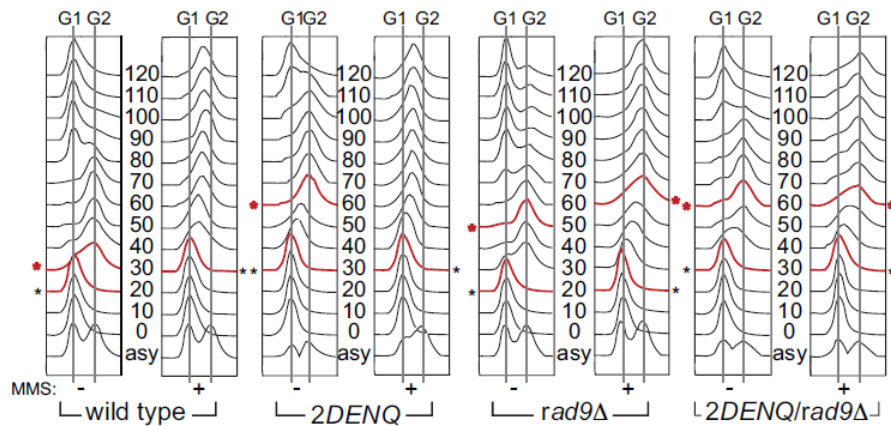 G1 G2 G1 G2 G1 G2 G1 G2 G1 G2 G1 G2 G1 G2 G1 G2
120 120 120 120
110 110 110 110
100 100 100 100
90 90 90 90
80 80 80 80
70 70 70 70
* 60 60 * * 60 *
50 * 50 50
40 40 40 40
* 30 * * 30 * 30 * 30 *
* 20 20 * 20 * 20
10 10 10 10
0 0 0 0
asy asy asy asy
MMS: - + - + - + - +
wild type 2DENQ rad9Δ 2DENQ/rad9Δ